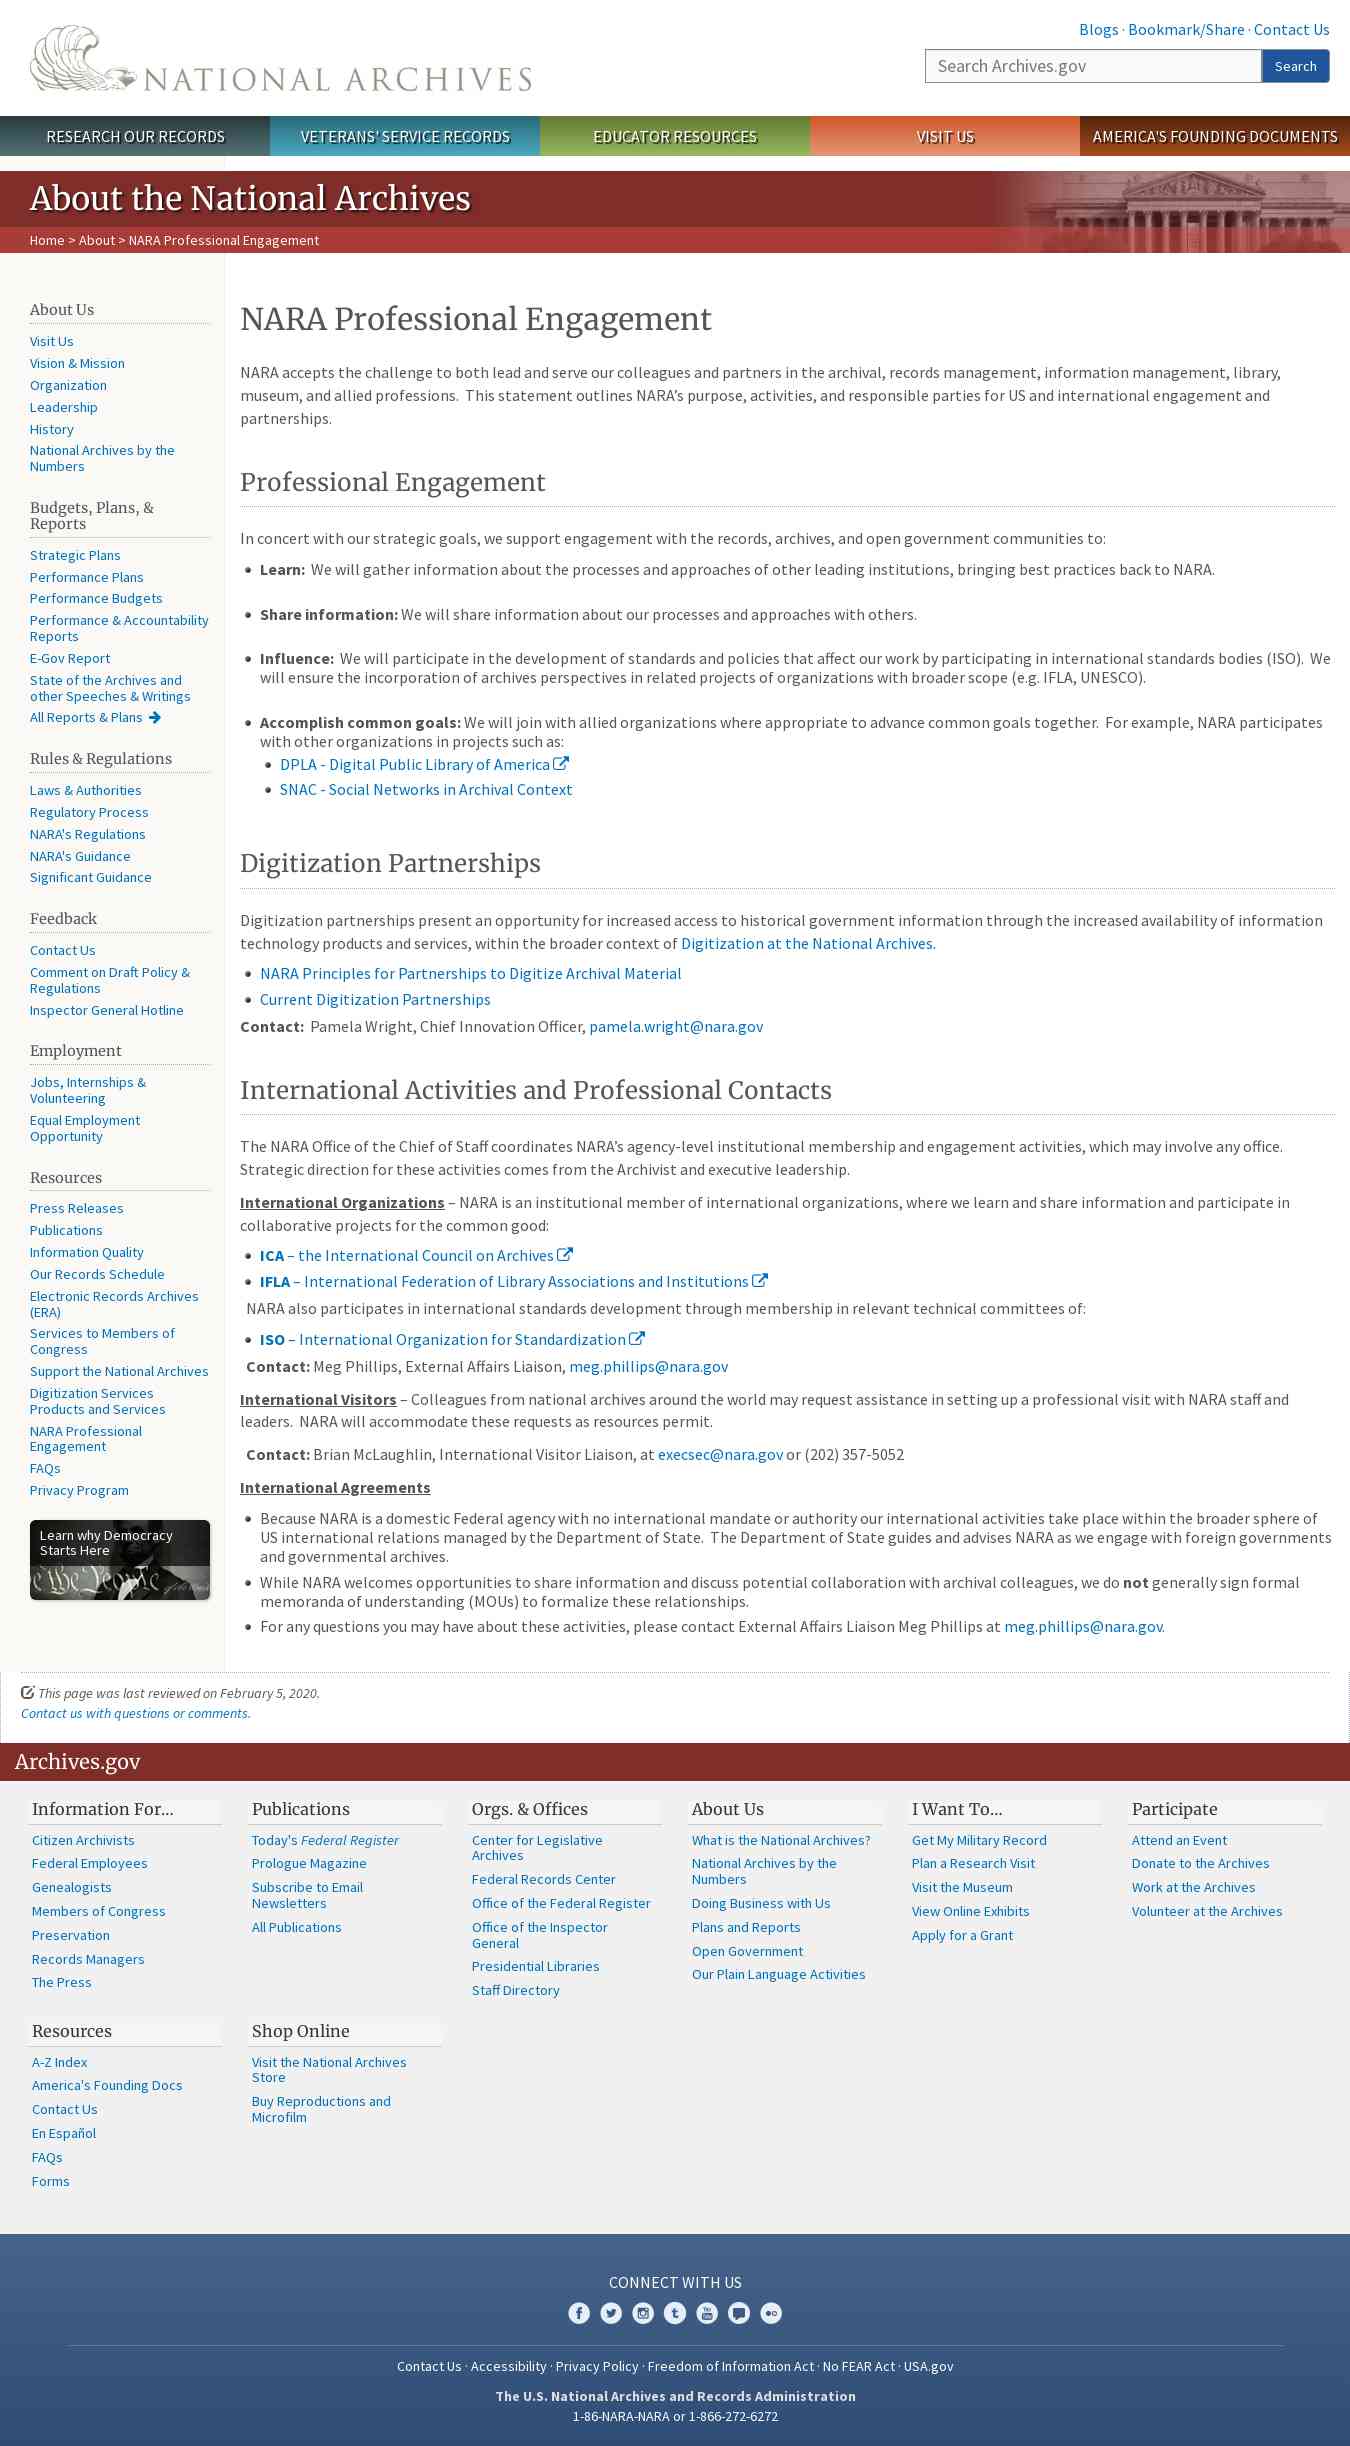 Blogs · Bookmark/Share · Contact Us
NATIONAL ARCHIVES
Search Archives.gov
Search
RESEARCH OUR RECORDS
VETERANS' SERVICE RECORDS
EDUCATOR RESOURCES
VISIT US
AMERICA'S FOUNDING DOCUMENTS
About the National Archives
Home > About > NARA Professional Engagement
About Us
Visit Us
Vision & Mission
Organization
Leadership
History
National Archives by the
Numbers
Budgets, Plans, &
Reports
Strategic Plans
Performance Plans
Performance Budgets
Performance & Accountability
Reports
E-Gov Report
State of the Archives and
other Speeches & Writings
All Reports & Plans
Rules & Regulations
Laws & Authorities
Regulatory Process
NARA's Regulations
NARA's Guidance
Significant Guidance
Feedback
Contact Us
Comment on Draft Policy &
Regulations
Inspector General Hotline
Employment
Jobs, Internships &
Volunteering
Equal Employment
Opportunity
Resources
Press Releases
Publications
Information Quality
Our Records Schedule
Electronic Records Archives
(ERA)
Services to Members of
Congress
Support the National Archives
Digitization Services
Products and Services
NARA Professional
Engagement
FAQs
Privacy Program
Learn why Democracy
Starts Here
We the People
NARA Professional Engagement
NARA accepts the challenge to both lead and serve our colleagues and partners in the archival, records management, information management, library,
museum, and allied professions.  This statement outlines NARA’s purpose, activities, and responsible parties for US and international engagement and
partnerships.
Professional Engagement
In concert with our strategic goals, we support engagement with the records, archives, and open government communities to:
Learn:  We will gather information about the processes and approaches of other leading institutions, bringing best practices back to NARA.
Share information: We will share information about our processes and approaches with others.
Influence:  We will participate in the development of standards and policies that affect our work by participating in international standards bodies (ISO).  We
will ensure the incorporation of archives perspectives in related projects of organizations with broader scope (e.g. IFLA, UNESCO).
Accomplish common goals: We will join with allied organizations where appropriate to advance common goals together.  For example, NARA participates
with other organizations in projects such as:
DPLA - Digital Public Library of America
SNAC - Social Networks in Archival Context
Digitization Partnerships
Digitization partnerships present an opportunity for increased access to historical government information through the increased availability of information
technology products and services, within the broader context of Digitization at the National Archives.
NARA Principles for Partnerships to Digitize Archival Material
Current Digitization Partnerships
Contact:  Pamela Wright, Chief Innovation Officer, pamela.wright@nara.gov
International Activities and Professional Contacts
The NARA Office of the Chief of Staff coordinates NARA’s agency-level institutional membership and engagement activities, which may involve any office.
Strategic direction for these activities comes from the Archivist and executive leadership.
International Organizations – NARA is an institutional member of international organizations, where we learn and share information and participate in
collaborative projects for the common good:
ICA – the International Council on Archives
IFLA – International Federation of Library Associations and Institutions
NARA also participates in international standards development through membership in relevant technical committees of:
ISO – International Organization for Standardization
Contact: Meg Phillips, External Affairs Liaison, meg.phillips@nara.gov
International Visitors – Colleagues from national archives around the world may request assistance in setting up a professional visit with NARA staff and
leaders.  NARA will accommodate these requests as resources permit.
Contact: Brian McLaughlin, International Visitor Liaison, at execsec@nara.gov or (202) 357-5052
International Agreements
Because NARA is a domestic Federal agency with no international mandate or authority our international activities take place within the broader sphere of
US international relations managed by the Department of State.  The Department of State guides and advises NARA as we engage with foreign governments
and governmental archives.
While NARA welcomes opportunities to share information and discuss potential collaboration with archival colleagues, we do not generally sign formal
memoranda of understanding (MOUs) to formalize these relationships.
For any questions you may have about these activities, please contact External Affairs Liaison Meg Phillips at meg.phillips@nara.gov.
This page was last reviewed on February 5, 2020.
Contact us with questions or comments.
Archives.gov
Information For…
Citizen Archivists
Federal Employees
Genealogists
Members of Congress
Preservation
Records Managers
The Press
Publications
Today's Federal Register
Prologue Magazine
Subscribe to Email
Newsletters
All Publications
Orgs. & Offices
Center for Legislative
Archives
Federal Records Center
Office of the Federal Register
Office of the Inspector
General
Presidential Libraries
Staff Directory
About Us
What is the National Archives?
National Archives by the
Numbers
Doing Business with Us
Plans and Reports
Open Government
Our Plain Language Activities
I Want To…
Get My Military Record
Plan a Research Visit
Visit the Museum
View Online Exhibits
Apply for a Grant
Participate
Attend an Event
Donate to the Archives
Work at the Archives
Volunteer at the Archives
Resources
A-Z Index
America's Founding Docs
Contact Us
En Español
FAQs
Forms
Shop Online
Visit the National Archives
Store
Buy Reproductions and
Microfilm
CONNECT WITH US
Contact Us · Accessibility · Privacy Policy · Freedom of Information Act · No FEAR Act · USA.gov
The U.S. National Archives and Records Administration
1-86-NARA-NARA or 1-866-272-6272